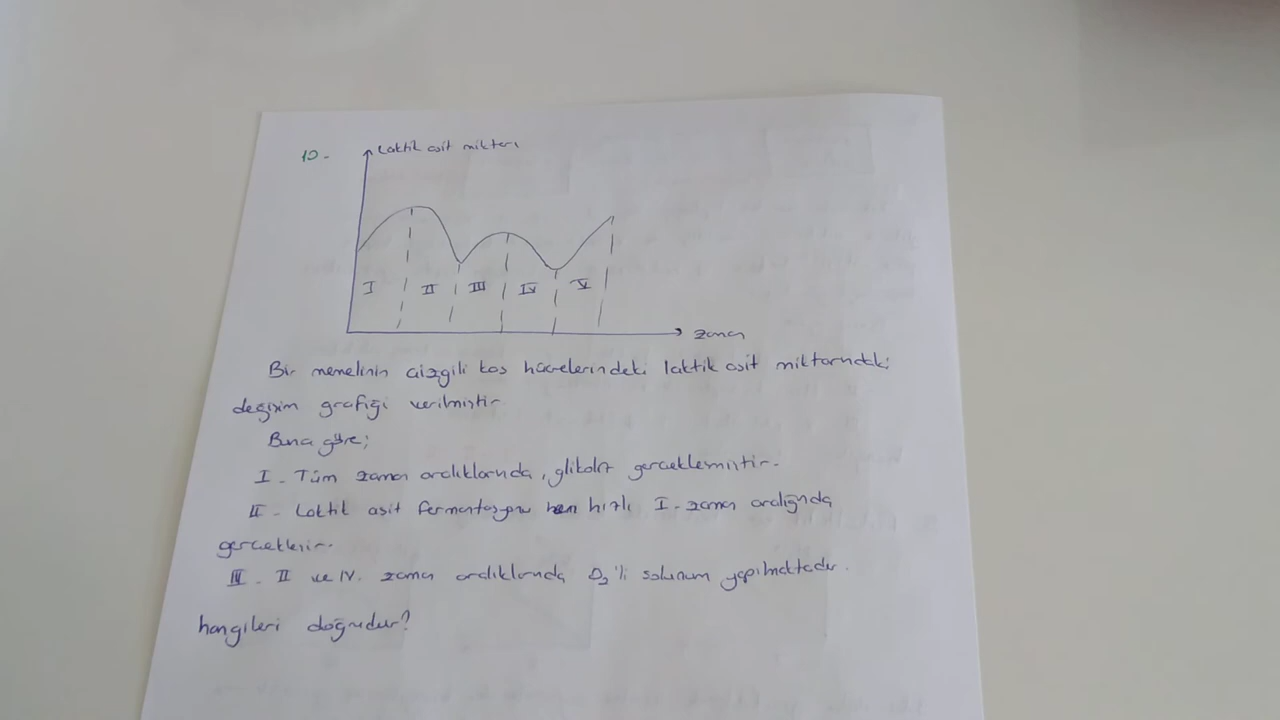 10-
Laktik asit miktarı
I II III IV V
zaman
Bir memelinin çizgili kas hücrelerindeki laktik asit miktarındaki
değişim grafiği verilmiştir.
Buna göre;
I - Tüm zaman aralıklarında, glikoliz gerçeklemiştir.
II - Laktik asit fermantasyonu en hızlı I. zaman aralığında
gerçekleşir.
III - II ve IV. zaman aralıklarında O₂'li solunum yapılmaktadır.
hangileri doğrudur?